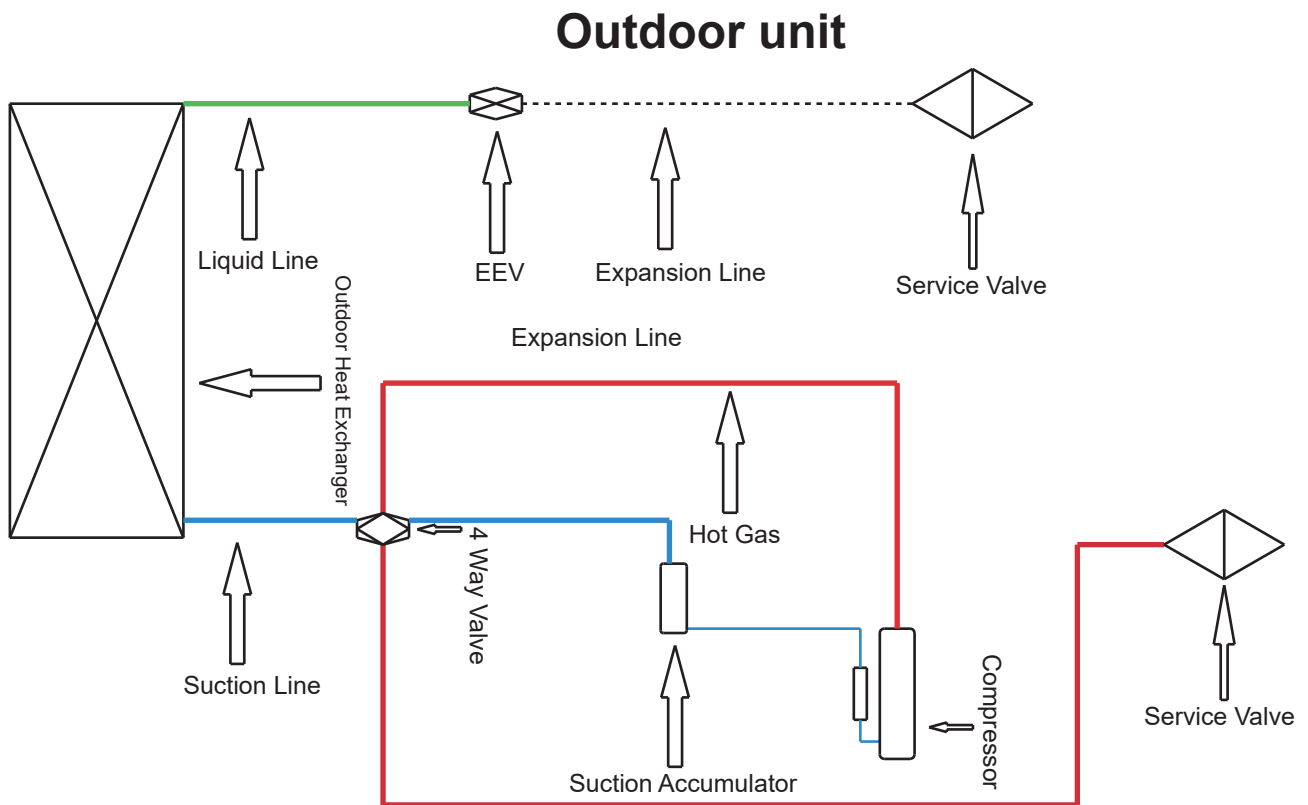 Outdoor unit
Liquid Line
EEV
Expansion Line
Service Valve
Outdoor Heat Exchanger
Expansion Line
Hot Gas
4 Way Valve
Suction Line
Compressor
Service Valve
Suction Accumulator